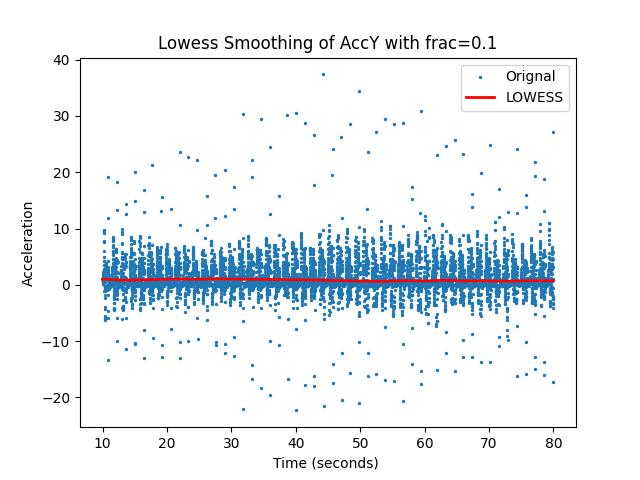 Lowess Smoothing of AccY with frac=0.1
40
30
20
10
0
−10
−20
Acceleration
Orignal
LOWESS
10 20 30 40 50 60 70 80
Time (seconds)